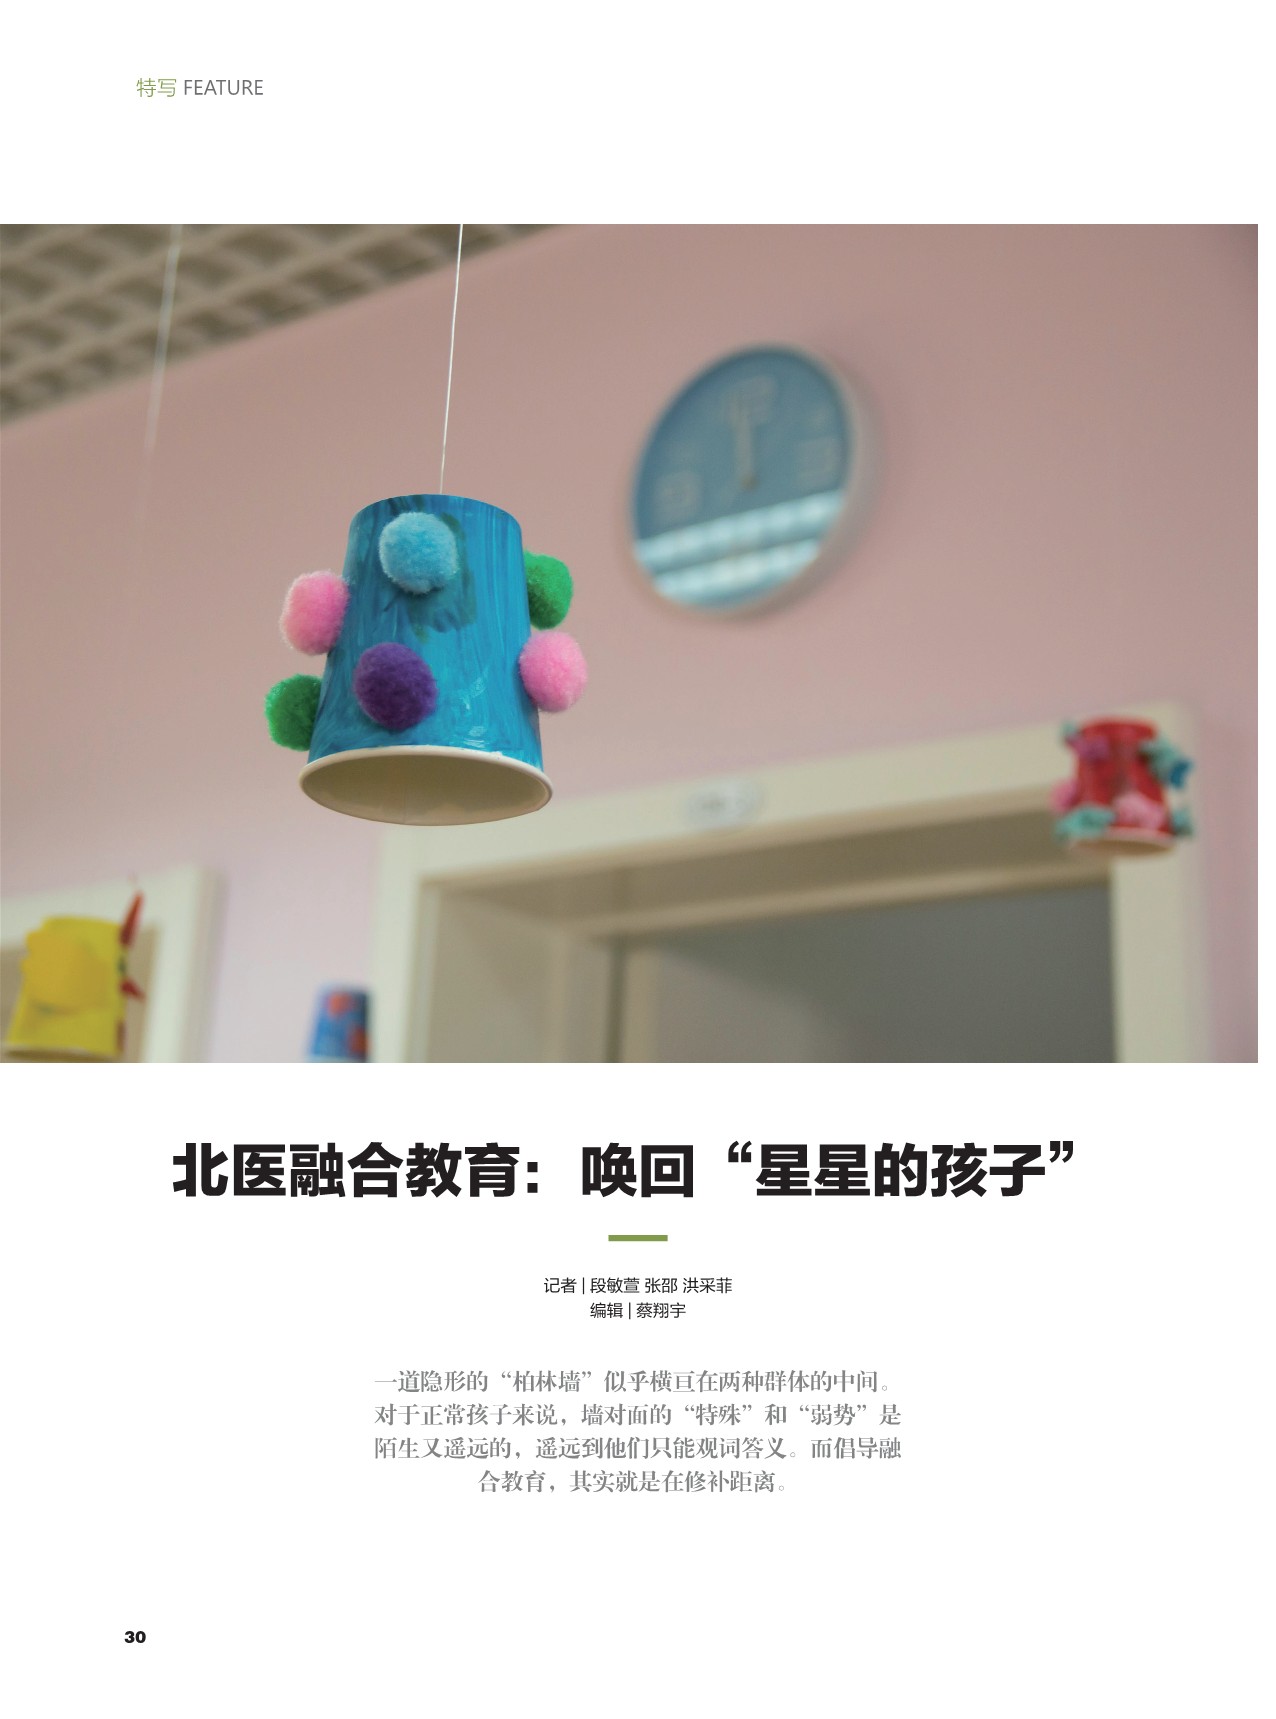 特写 FEATURE
北医融合教育：唤回“星星的孩子”
记者 | 段敏萱 张邵 洪采菲
编辑 | 蔡翔宇
一道隐形的“柏林墙”似乎横亘在两种群体的中间。
对于正常孩子来说，墙对面的“特殊”和“弱势”是
陌生又遥远的，遥远到他们只能观词答义。而倡导融
合教育，其实就是在修补距离。
30